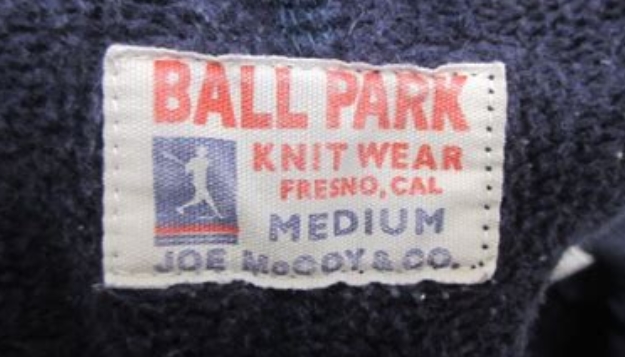 BALL PARK
KNIT WEAR
FRESNO, CAL
MEDIUM
JOE McCOY & CO.